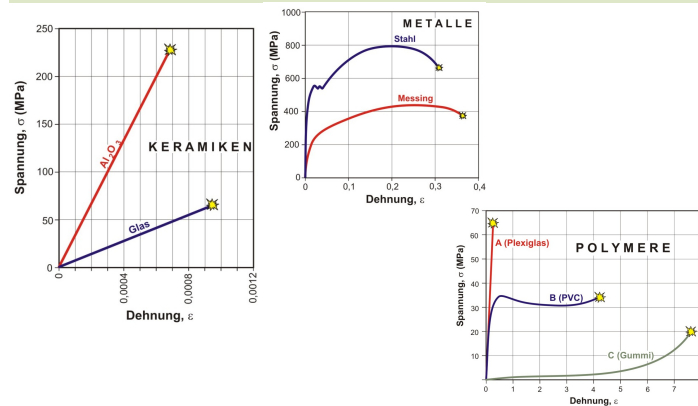 KERAMIKEN
Spannung, σ (MPa)
250
200
150
100
50
0
Al₂O₃
Glas
0
0,0004
0,0008
0,0012
Dehnung, ε
METALLE
Spannung, σ (MPa)
1000
800
600
400
200
0
Stahl
Messing
0
0,1
0,2
0,3
0,4
Dehnung, ε
POLYMERE
Spannung, σ (MPa)
70
60
50
40
30
20
10
A (Plexiglas)
B (PVC)
C (Gummi)
0
1
2
3
4
5
6
7
Dehnung, ε